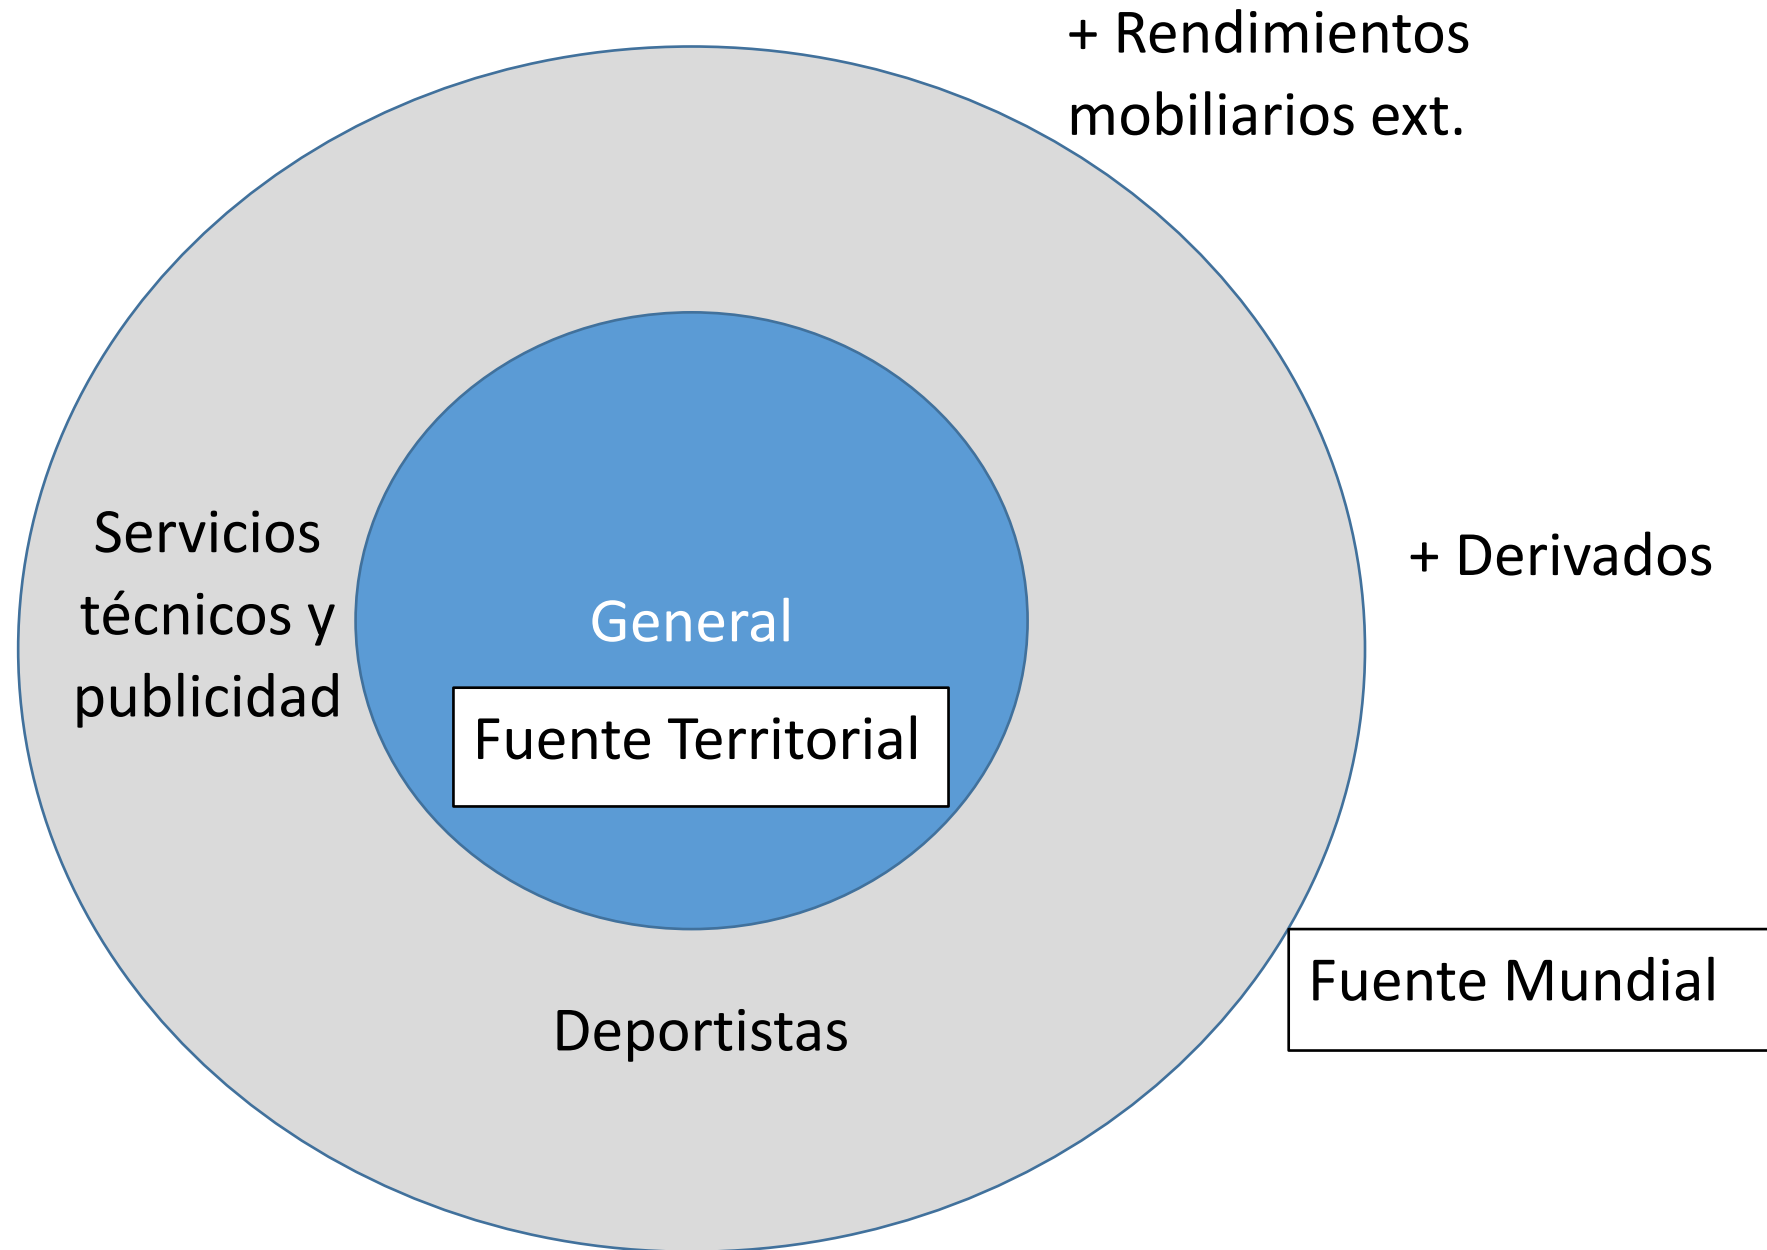 + Rendimientos
mobiliarios ext.
Servicios
técnicos y
publicidad
General
Fuente Territorial
+ Derivados
Fuente Mundial
Deportistas